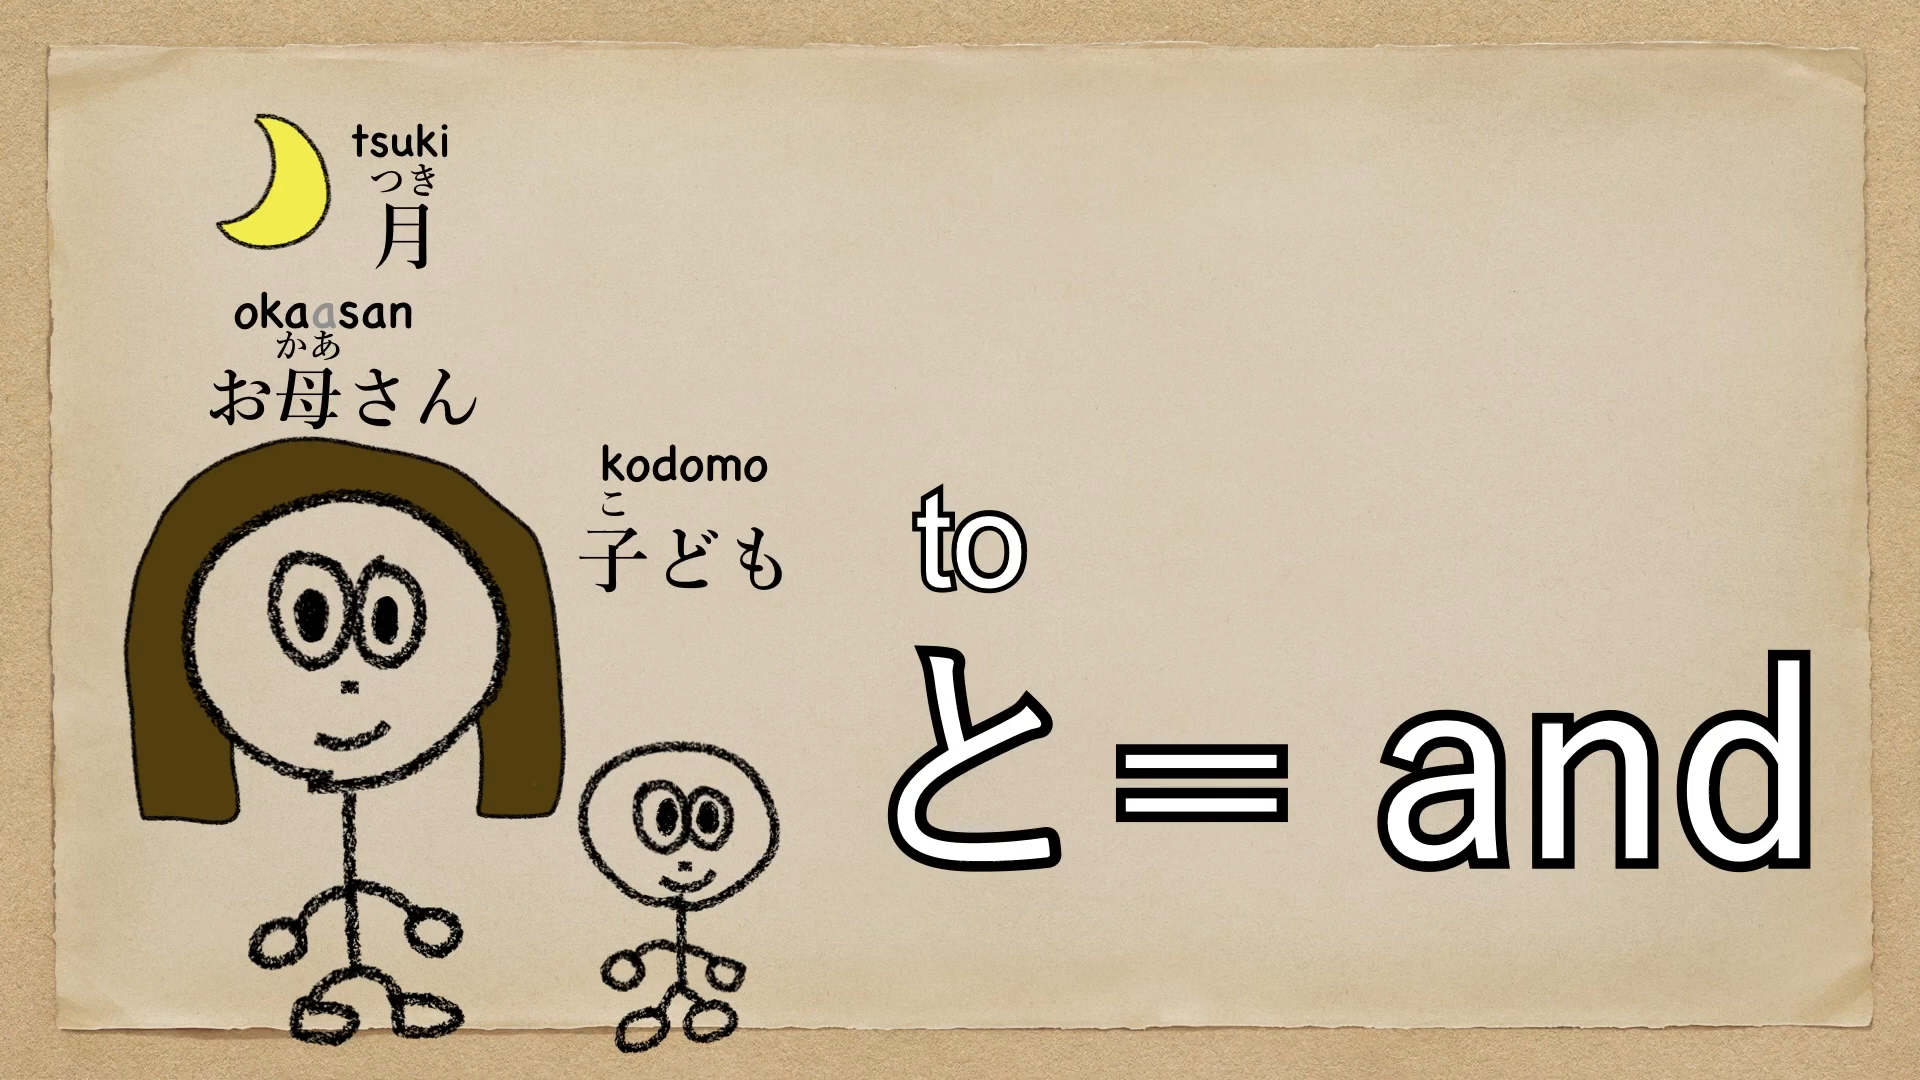 tsuki
つき
月
okaasan
かあ
お母さん
kodomo
こ
子ども
to
と = and